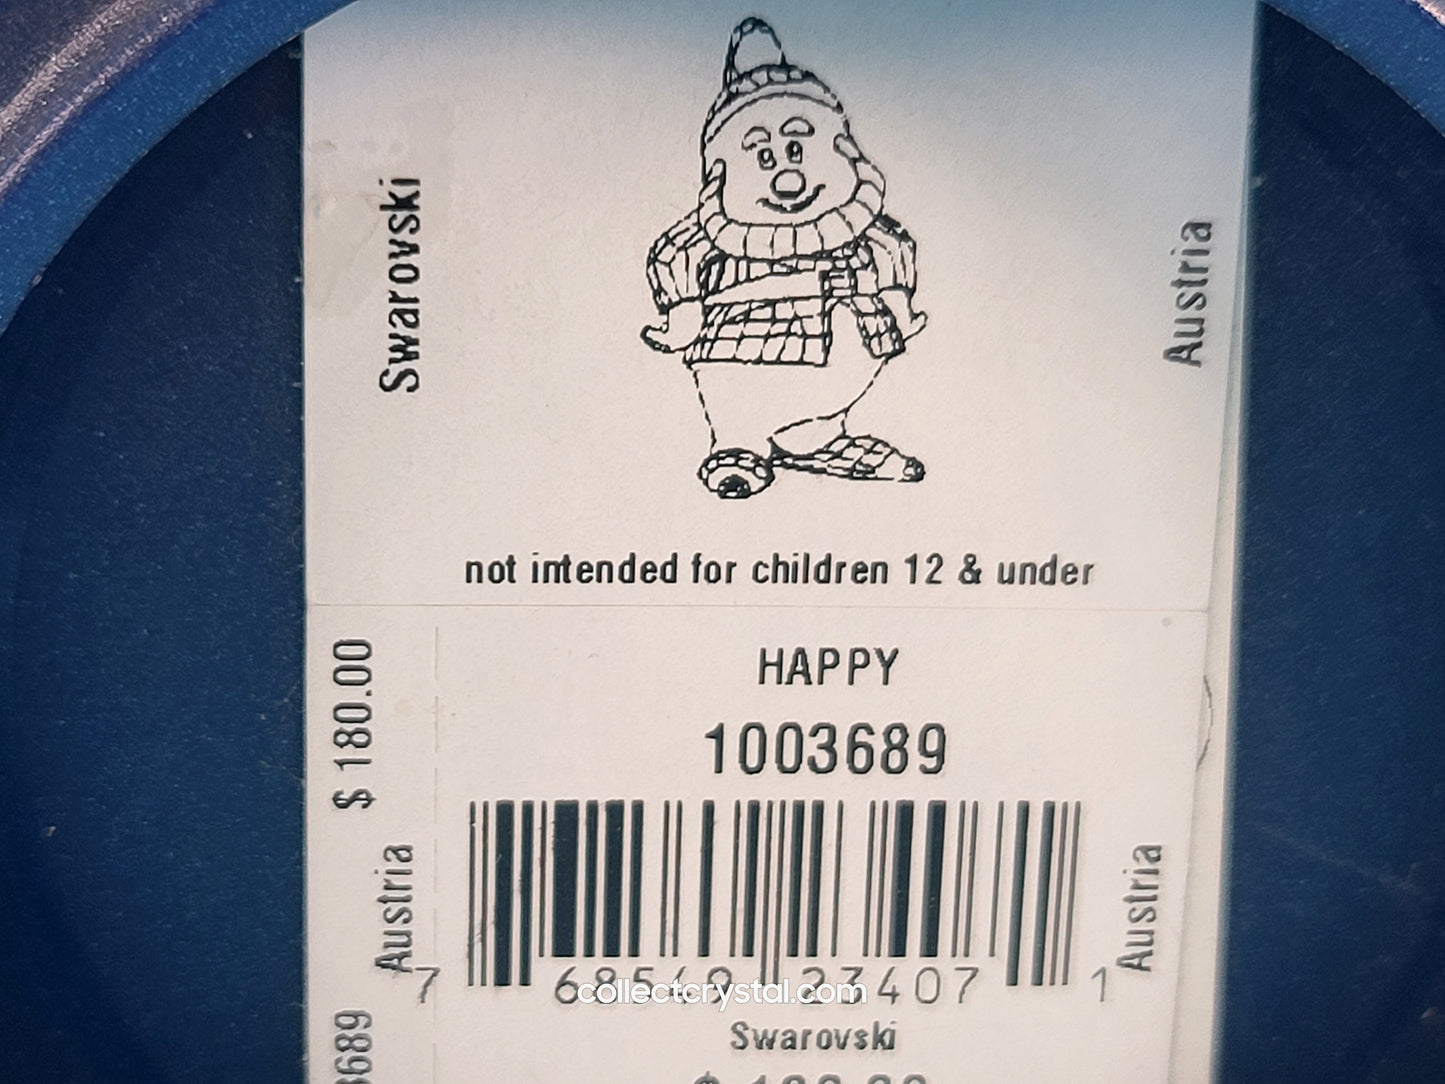 Swarovski
Austria
not intended for children 12 & under
$ 180.00
HAPPY
1003689
Austria
Austria
7 68549 23407 1
collectcrystal.com
Swarovski